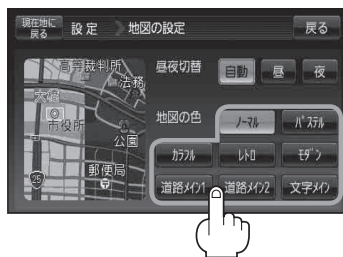 現在地に
戻る
設定
地図の設定
戻る
高等裁判所
法務
大橋
市役所
公園
郵便局
25
昼夜切替
自動
昼
夜
地図の色
ノーマル
パステル
カラフル
レトロ
モダン
道路メイン1
道路メイン2
文字メイン